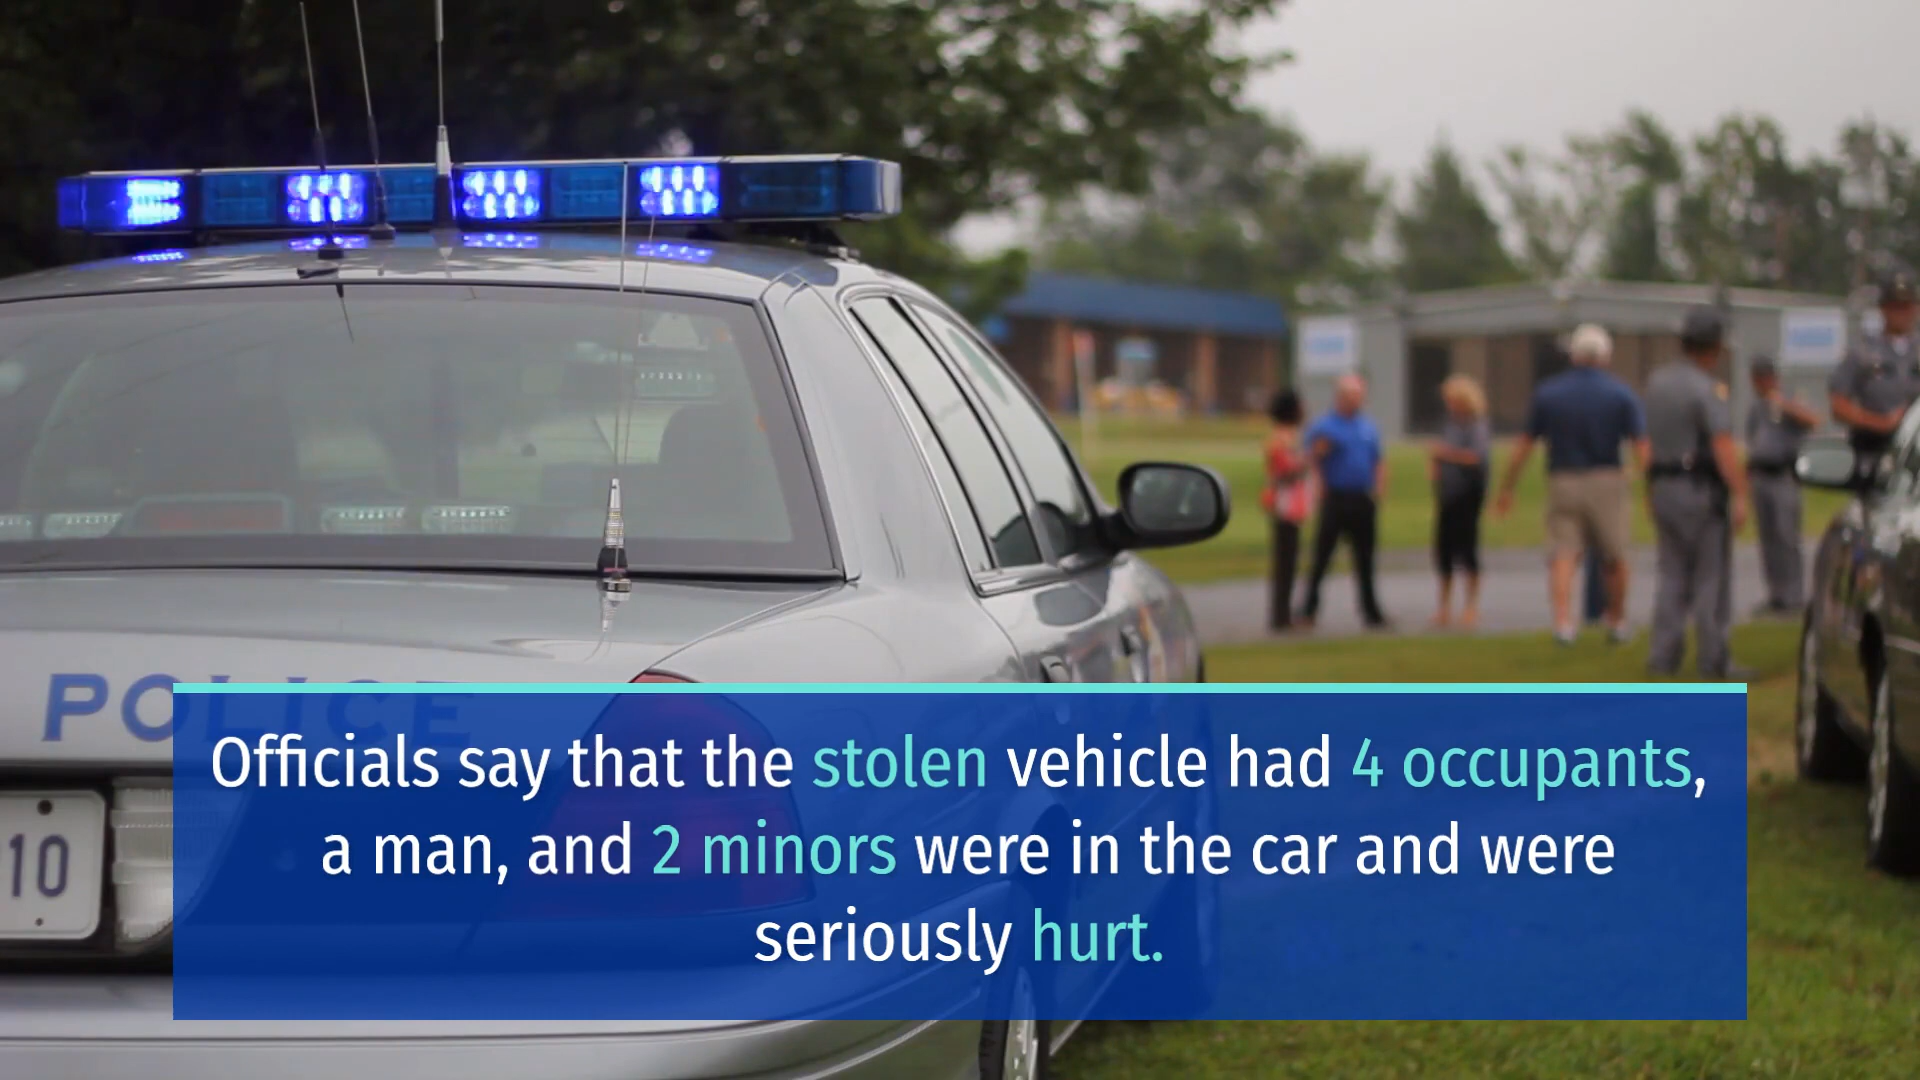 POLICE
10
Officials say that the stolen vehicle had 4 occupants,
a man, and 2 minors were in the car and were
seriously hurt.